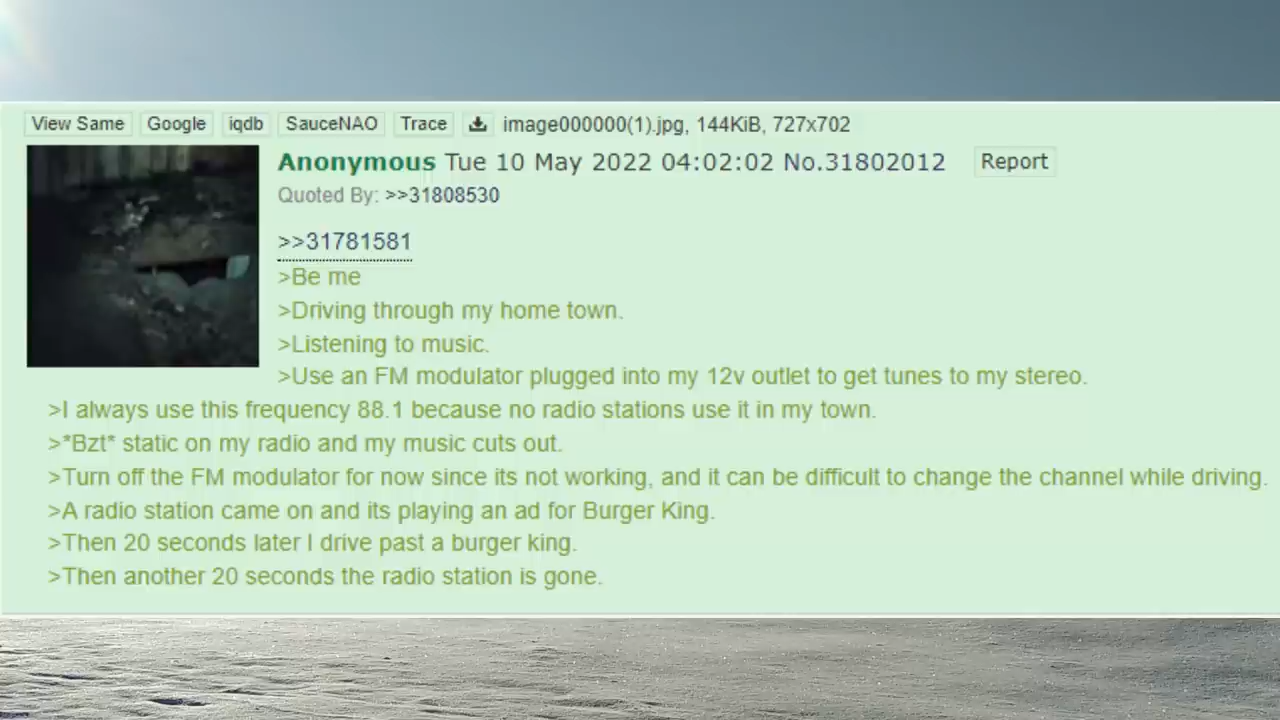 View Same Google iqdb SauceNAO Trace image000000(1).jpg, 144KiB, 727x702
Anonymous Tue 10 May 2022 04:02:02 No.31802012 Report
Quoted By: >>31808530
>>31781581
>Be me
>Driving through my home town.
>Listening to music.
>Use an FM modulator plugged into my 12v outlet to get tunes to my stereo.
>I always use this frequency 88.1 because no radio stations use it in my town.
>*Bzt* static on my radio and my music cuts out.
>Turn off the FM modulator for now since its not working, and it can be difficult to change the channel while driving.
>A radio station came on and its playing an ad for Burger King.
>Then 20 seconds later I drive past a burger king.
>Then another 20 seconds the radio station is gone.